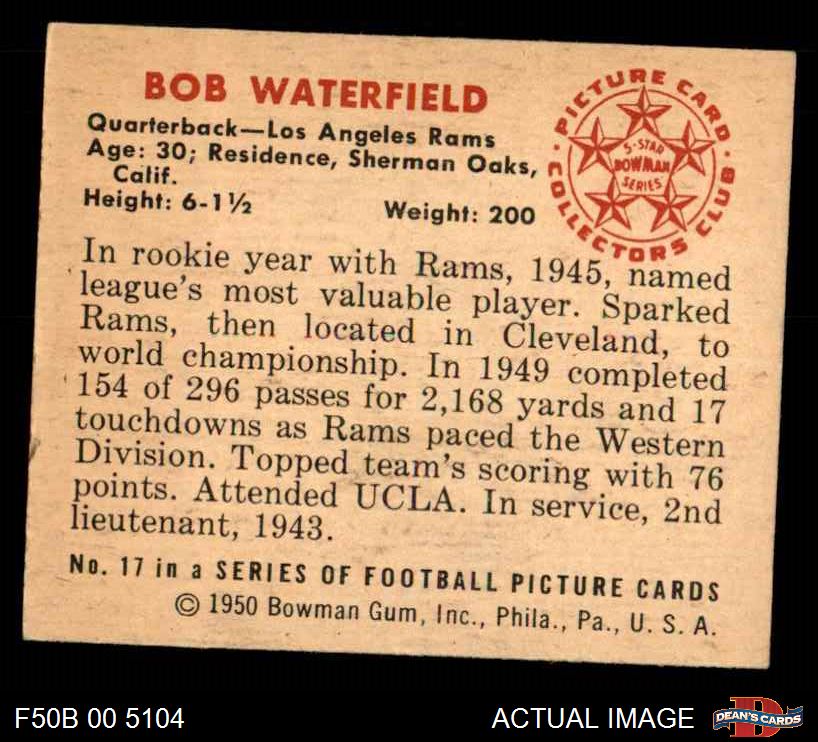 BOB WATERFIELD
Quarterback—Los Angeles Rams
Age: 30; Residence, Sherman Oaks,
Calif.
Height: 6-1½ Weight: 200
PICTURE CARD
COLLECTORS CLUB
5-STAR
BOWMAN
SERIES
In rookie year with Rams, 1945, named
league's most valuable player. Sparked
Rams, then located in Cleveland, to
world championship. In 1949 completed
154 of 296 passes for 2,168 yards and 17
touchdowns as Rams paced the Western
Division. Topped team's scoring with 76
points. Attended UCLA. In service, 2nd
lieutenant, 1943.
No. 17 in a SERIES OF FOOTBALL PICTURE CARDS
© 1950 Bowman Gum, Inc., Phila., Pa., U. S. A.
F50B 00 5104 ACTUAL IMAGE
D
DEAN'S CARDS